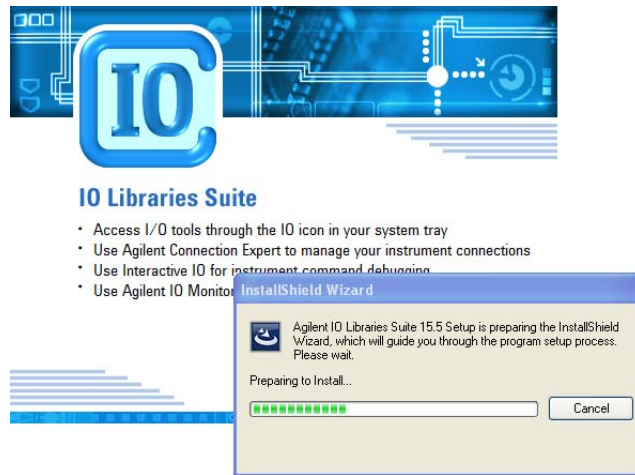 IO
IO Libraries Suite
· Access I/O tools through the IO icon in your system tray
· Use Agilent Connection Expert to manage your instrument connections
· Use Interactive IO for instrument command debugging
· Use Agilent IO Monitor
InstallShield Wizard
Agilent IO Libraries Suite 15.5 Setup is preparing the InstallShield
Wizard, which will guide you through the program setup process.
Please wait.
Preparing to Install...
Cancel